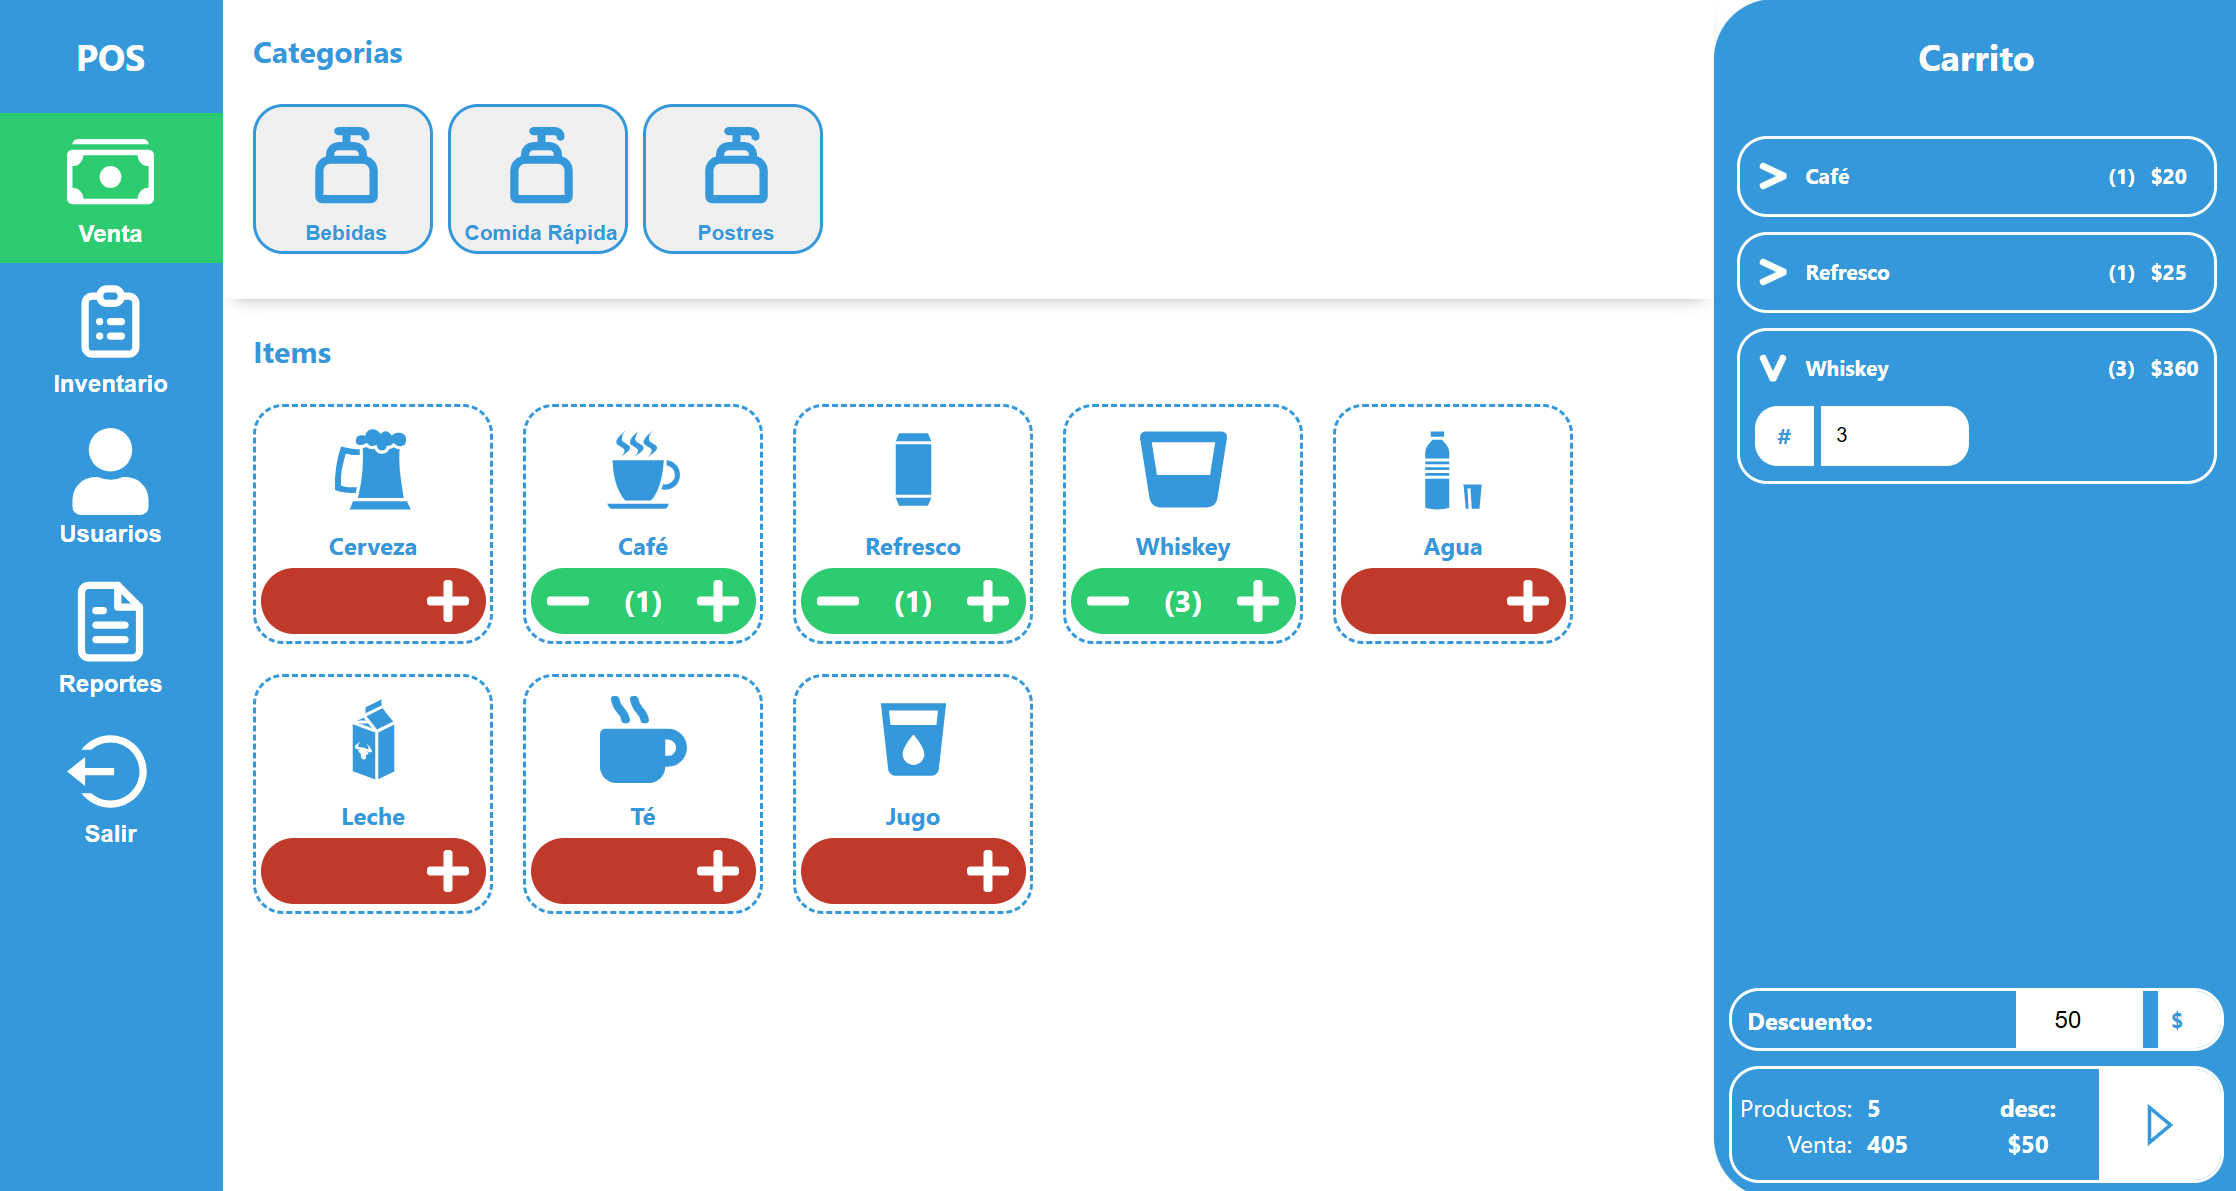 POS
Venta
Inventario
Usuarios
Reportes
Salir
Categorias
Bebidas
Comida Rápida
Postres
Items
Cerveza
Café
(1)
Refresco
(1)
Whiskey
(3)
Agua
Leche
Té
Jugo
Carrito
Café (1) $20
Refresco (1) $25
Whiskey (3) $360
# 3
Descuento: 50 $
Productos: 5 desc:
Venta: 405 $50